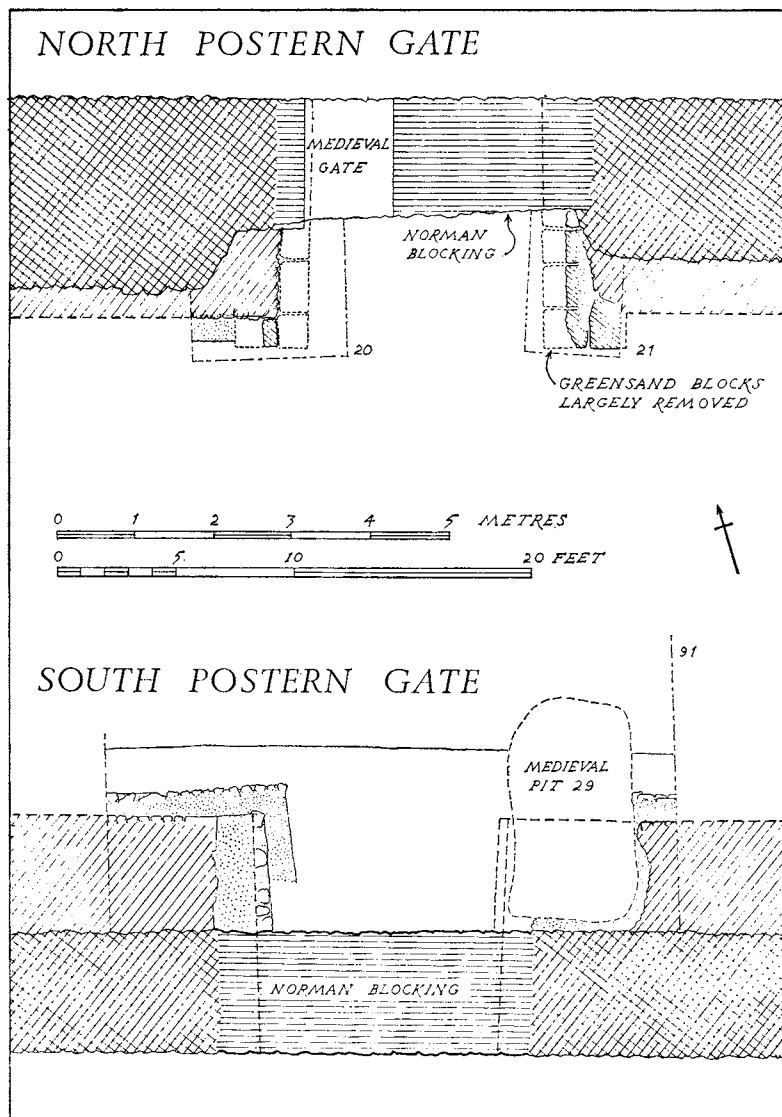 NORTH POSTERN GATE
MEDIEVAL
GATE
NORMAN
BLOCKING
20
21
GREENSAND BLOCKS
LARGELY REMOVED
0 1 2 3 4 5 METRES
0 5 10 20 FEET
SOUTH POSTERN GATE
91
MEDIEVAL
PIT 29
NORMAN BLOCKING